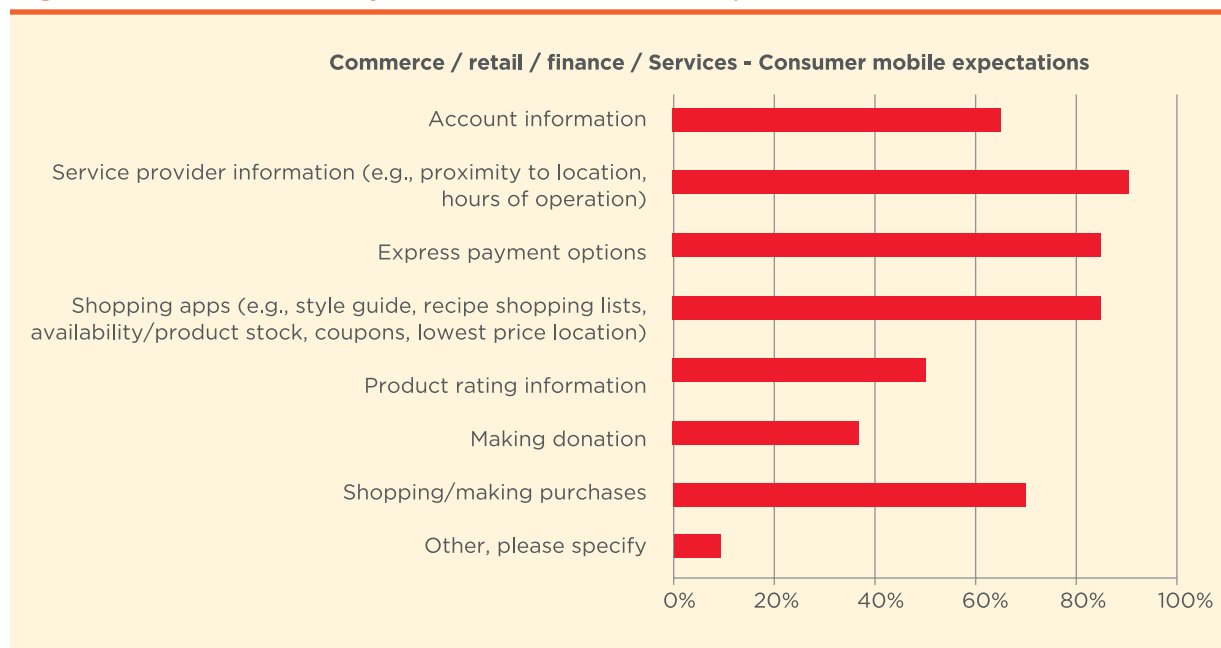 Commerce / retail / finance / Services - Consumer mobile expectations
Account information
Service provider information (e.g., proximity to location,
hours of operation)
Express payment options
Shopping apps (e.g., style guide, recipe shopping lists,
availability/product stock, coupons, lowest price location)
Product rating information
Making donation
Shopping/making purchases
Other, please specify
0% 20% 40% 60% 80% 100%